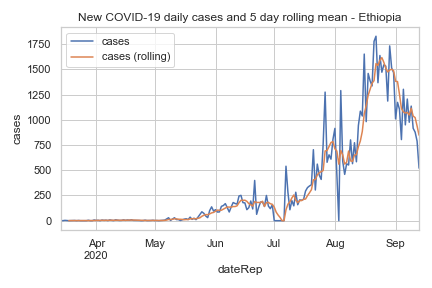 New COVID-19 daily cases and 5 day rolling mean - Ethiopia
cases
cases (rolling)
1750
1500
1250
1000
750
500
250
0
cases
Apr
2020
May
Jun
Jul
Aug
Sep
dateRep